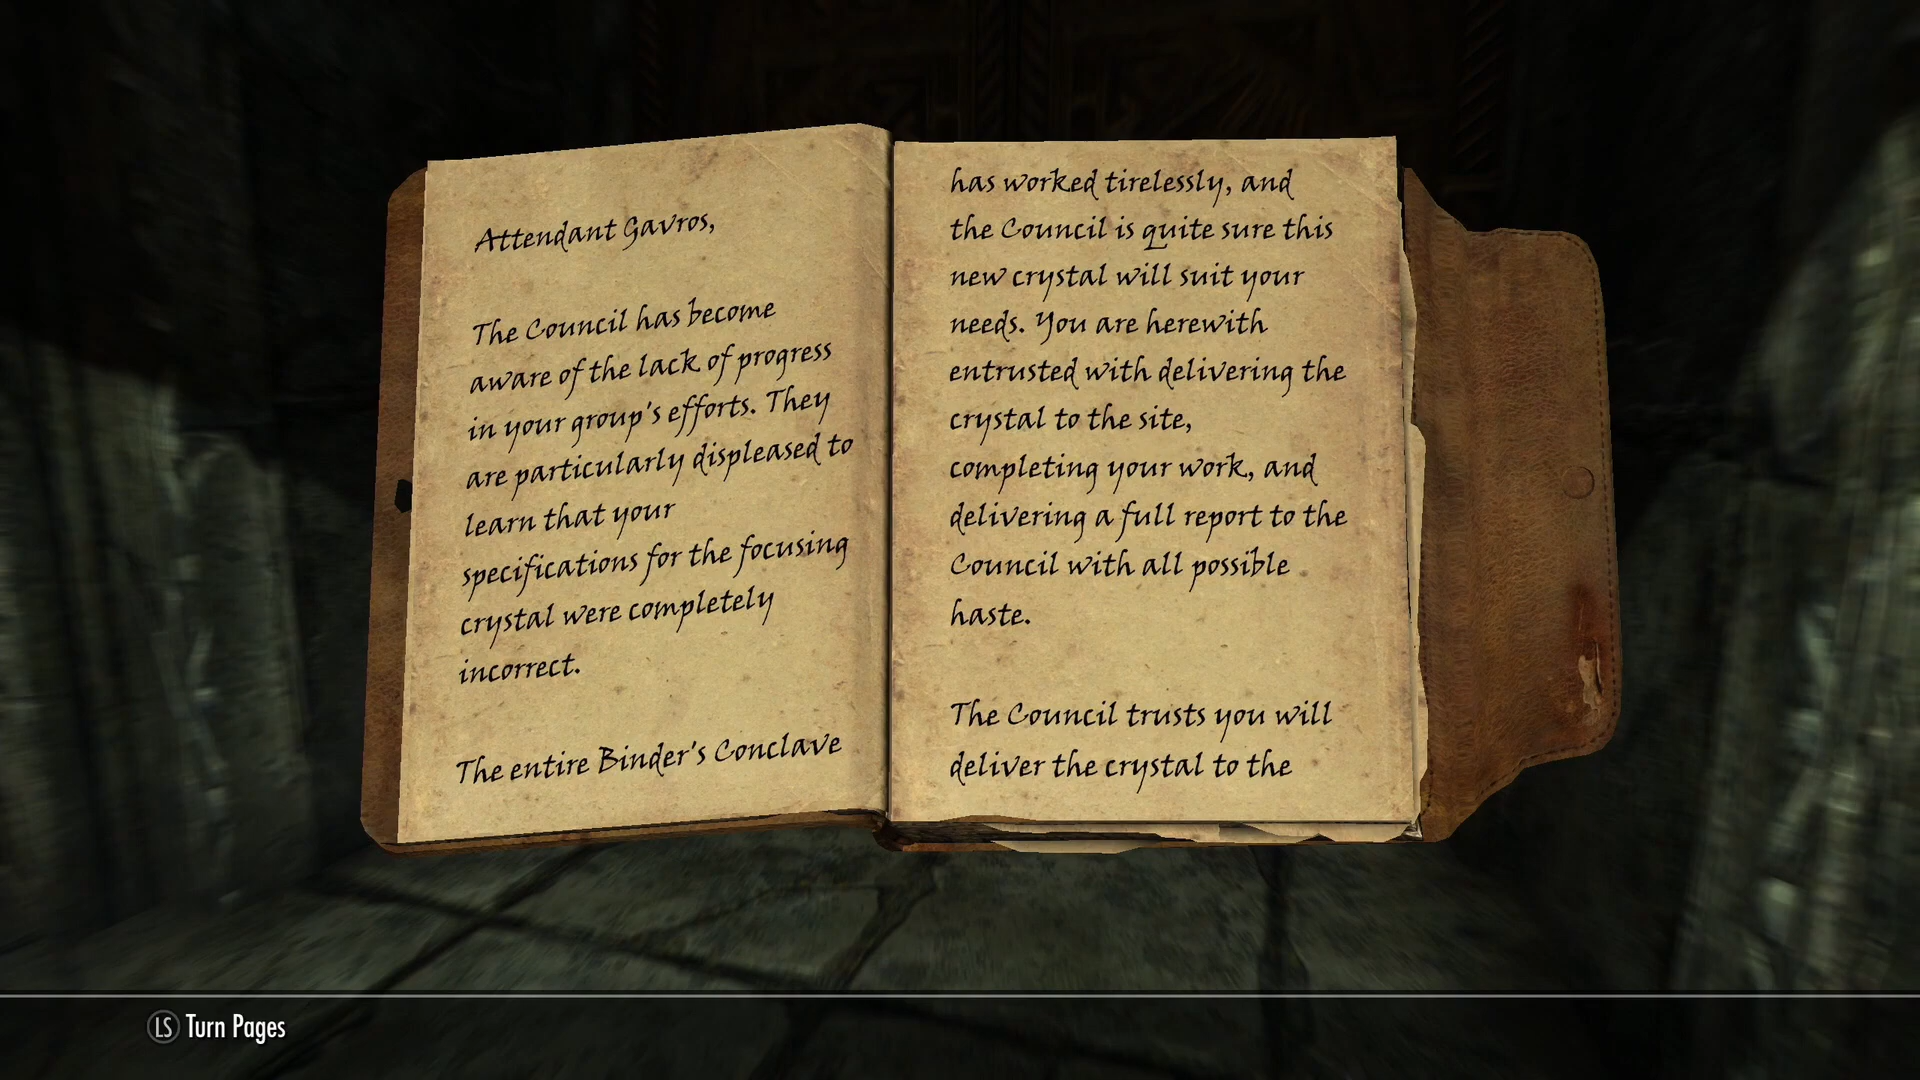 Attendant Gavros,
The Council has become
aware of the lack of progress
in your group's efforts. They
are particularly displeased to
learn that your
specifications for the focusing
crystal were completely
incorrect.
The entire Binder's Conclave
has worked tirelessly, and
the Council is quite sure this
new crystal will suit your
needs. You are herewith
entrusted with delivering the
crystal to the site,
completing your work, and
delivering a full report to the
Council with all possible
haste.
The Council trusts you will
deliver the crystal to the
LS Turn Pages